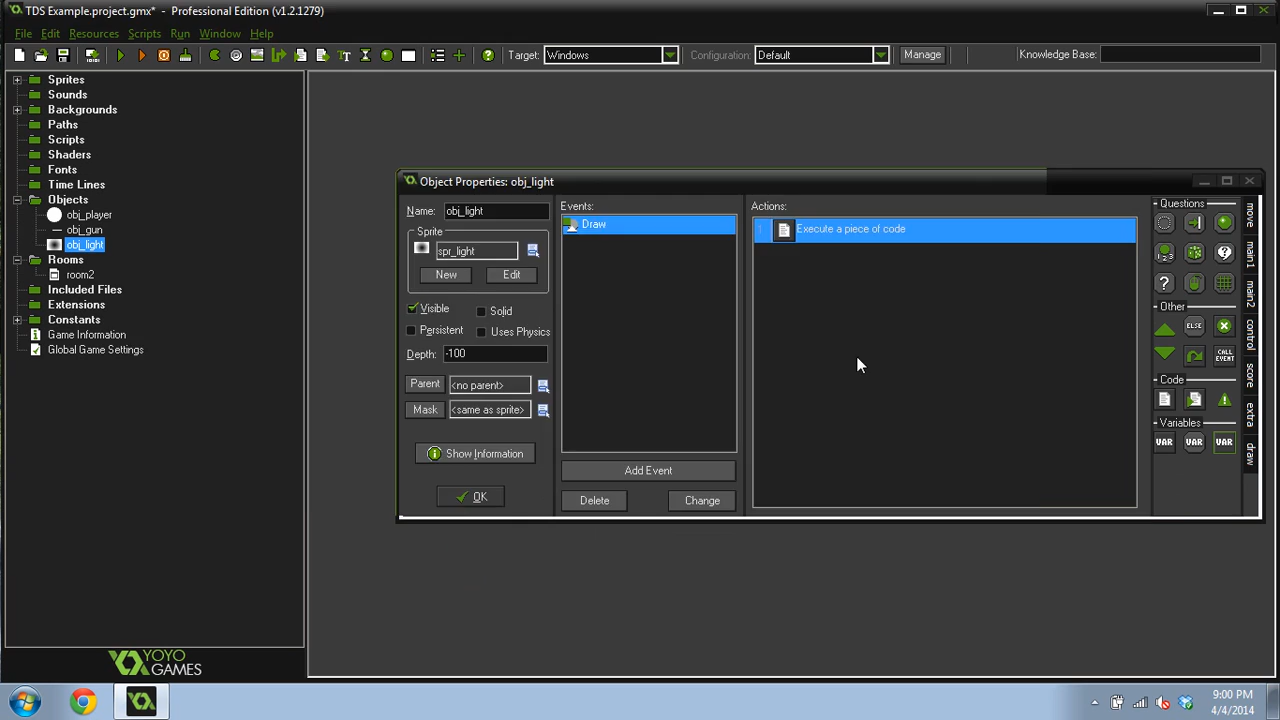 TDS Example.project.gmx* - Professional Edition (v1.2.1279)
File Edit Resources Scripts Run Window Help
Target: Windows Configuration: Default Manage Knowledge Base:
Sprites
Sounds
Backgrounds
Paths
Scripts
Shaders
Fonts
Time Lines
Objects
obj_player
obj_gun
obj_light
Rooms
room2
Included Files
Extensions
Constants
Game Information
Global Game Settings
YOYO
GAMES
Object Properties: obj_light
Name: obj_light
Sprite
spr_light
New Edit
Visible Solid
Persistent Uses Physics
Depth: -100
Parent <no parent>
Mask <same as sprite>
Show Information
OK
Events:
Draw
Add Event
Delete Change
Actions:
1 Execute a piece of code
Questions
Other
ELSE
CALL EVENT
Code
Variables
VAR VAR VAR
move
main1
main2
control
score
extra
draw
9:00 PM
4/4/2014